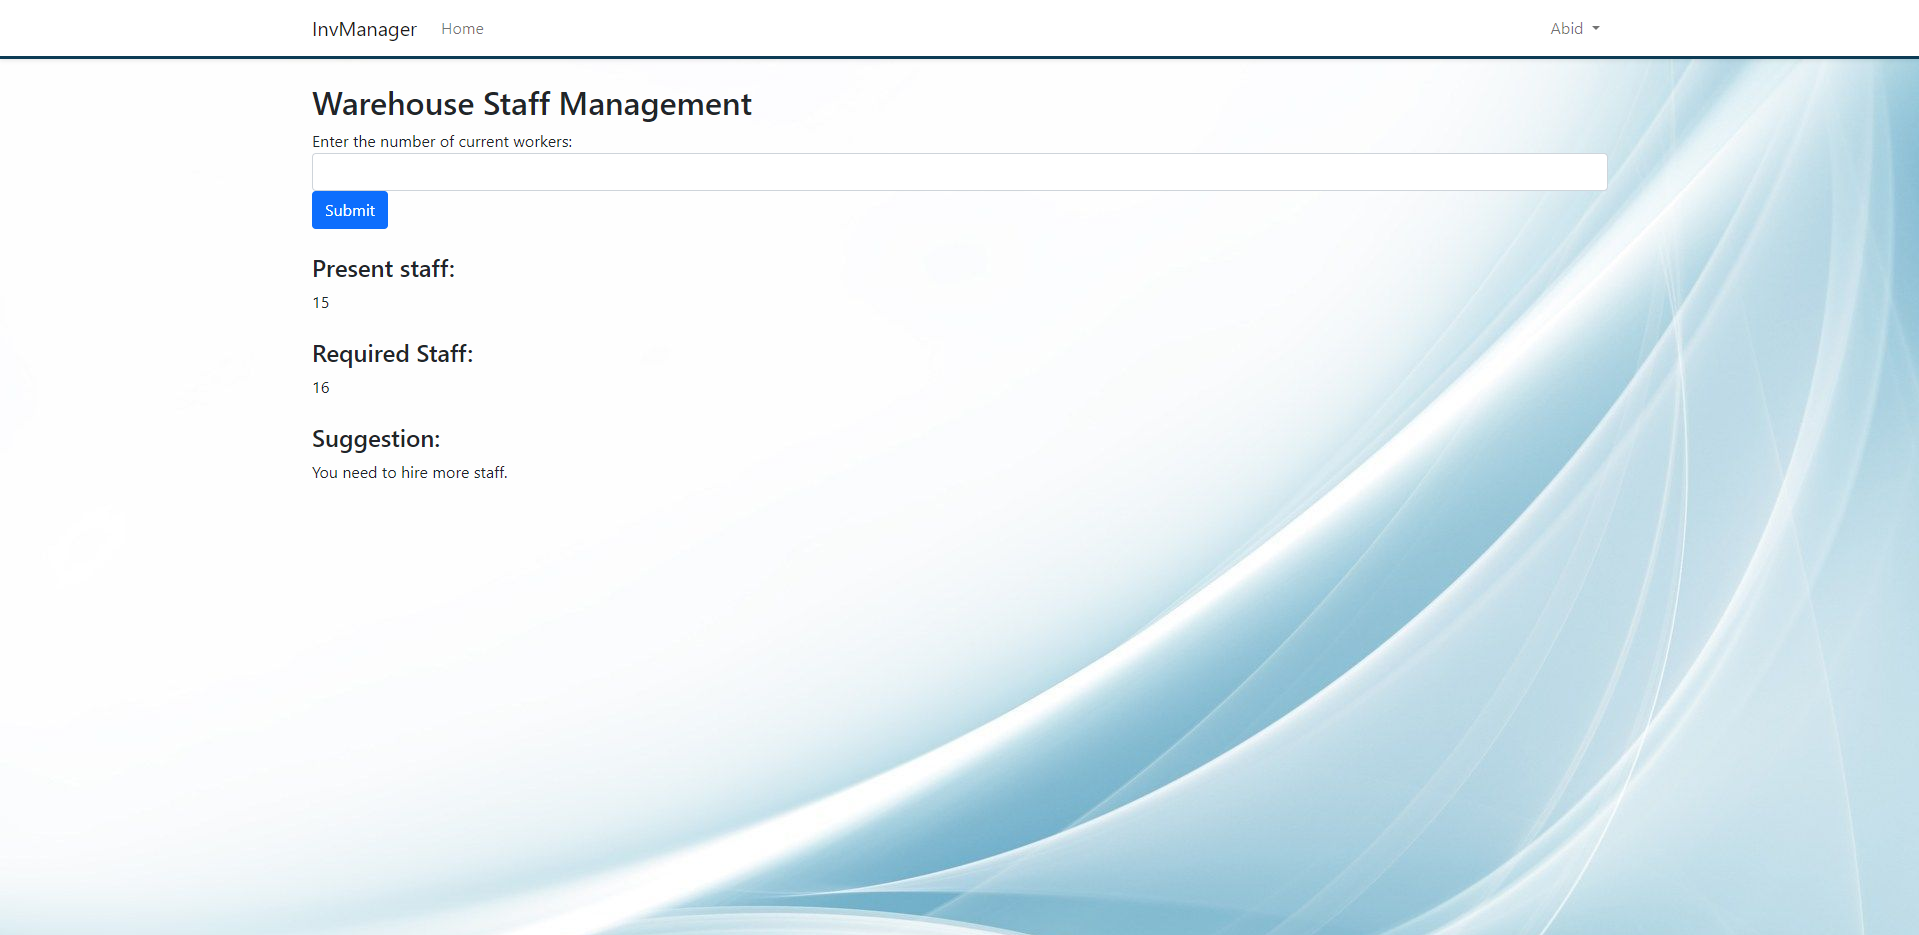 InvManager Home Abid
Warehouse Staff Management
Enter the number of current workers:
Submit
Present staff:
15
Required Staff:
16
Suggestion:
You need to hire more staff.